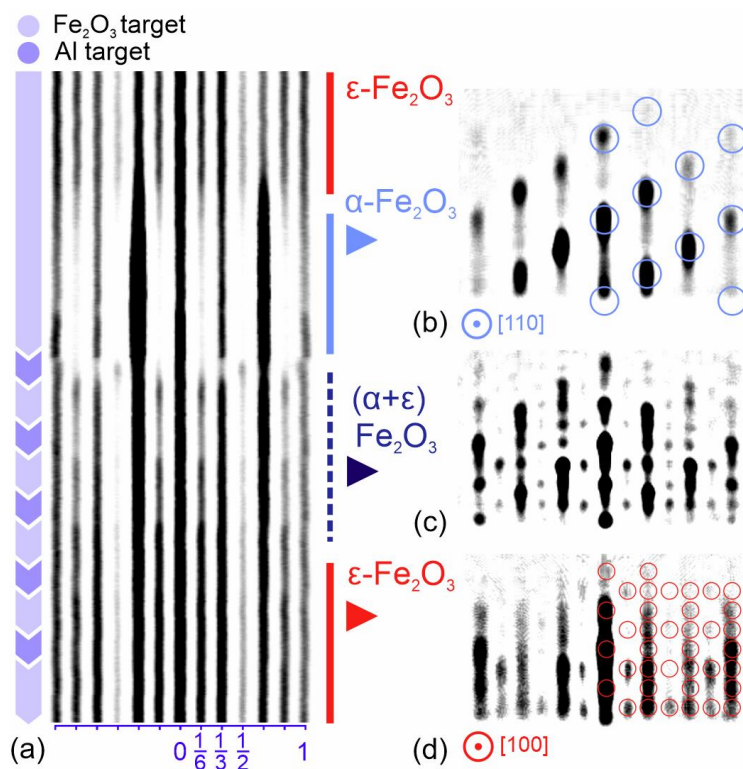 Fe₂O₃ target
Al target
ε-Fe₂O₃
α-Fe₂O₃
(b)
[110]
(α+ε)
Fe₂O₃
(c)
ε-Fe₂O₃
(a)
0 1/6 1/3 1/2 1
(d)
[100]